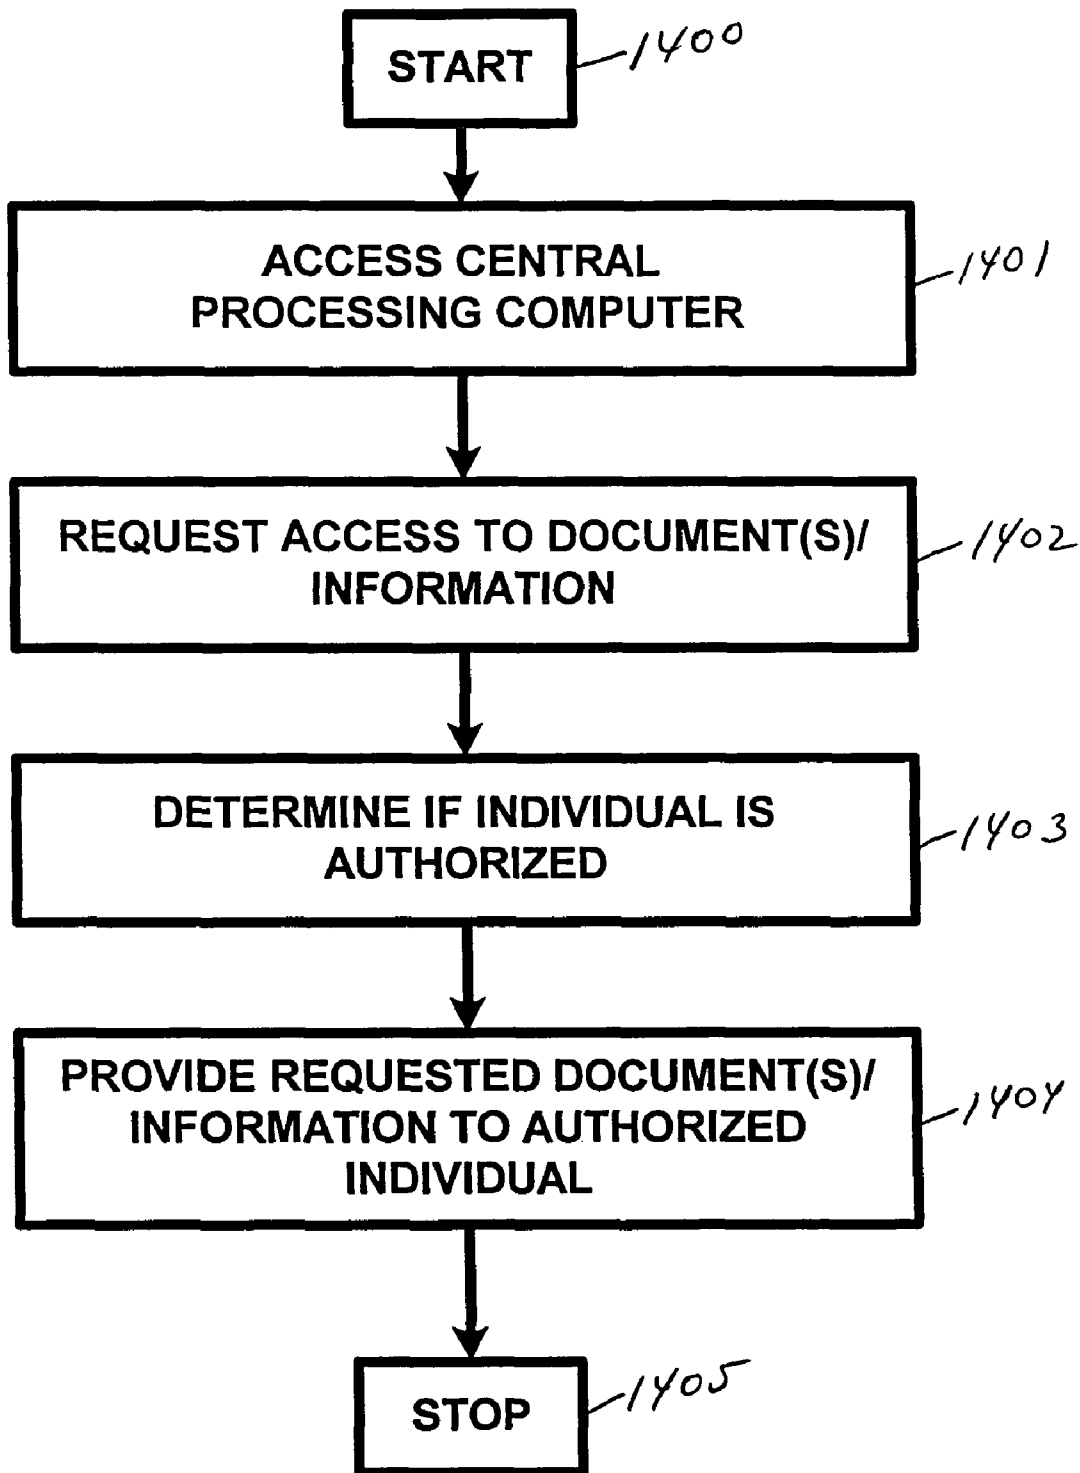 START
1400
ACCESS CENTRAL
PROCESSING COMPUTER
1401
REQUEST ACCESS TO DOCUMENT(S)/
INFORMATION
1402
DETERMINE IF INDIVIDUAL IS
AUTHORIZED
1403
PROVIDE REQUESTED DOCUMENT(S)/
INFORMATION TO AUTHORIZED
INDIVIDUAL
1404
STOP
1405